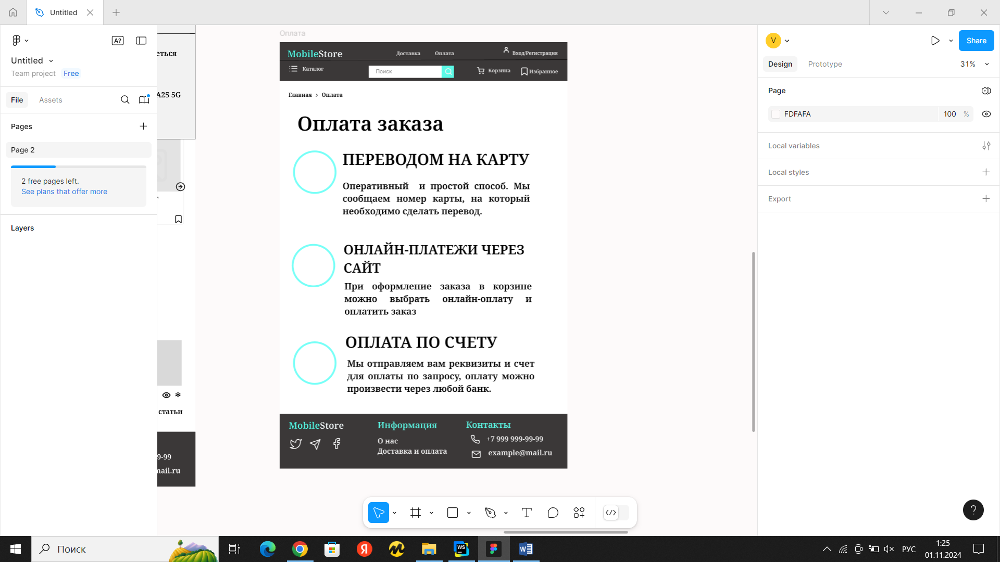 Untitled
Untitled
Team project Free
File Assets
Pages
Page 2
2 free pages left.
See plans that offer more
Layers
еться
A25 5G
статьи
9-99
nail.ru
Оплата
MobileStore
Доставка Оплата
Вход/Регистрация
Каталог
Поиск
Корзина
Избранное
Главная > Оплата
Оплата заказа
ПЕРЕВОДОМ НА КАРТУ
Оперативный и простой способ. Мы
сообщаем номер карты, на который
необходимо сделать перевод.
ОНЛАЙН-ПЛАТЕЖИ ЧЕРЕЗ
САЙТ
При оформление заказа в корзине
можно выбрать онлайн-оплату и
оплатить заказ
ОПЛАТА ПО СЧЕТУ
Мы отправляем вам реквизиты и счет
для оплаты по запросу, оплату можно
произвести через любой банк.
MobileStore
Информация
О нас
Доставка и оплата
Контакты
+7 999 999-99-99
example@mail.ru
V
Share
Design Prototype
31%
Page
FDFAFA 100 %
Local variables
Local styles
Export
?
Поиск
WS
РУС
1:25
01.11.2024